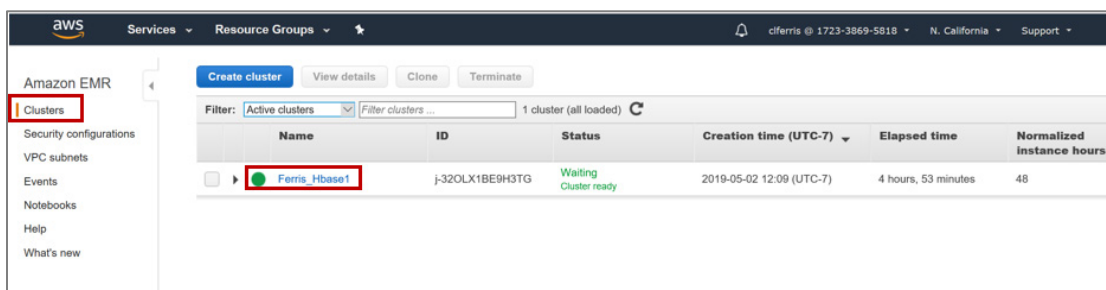 aws
Services
Resource Groups
clferris @ 1723-3869-5818
N. California
Support
Amazon EMR
Clusters
Security configurations
VPC subnets
Events
Notebooks
Help
What's new
Create cluster
View details
Clone
Terminate
Filter: Active clusters Filter clusters ... 1 cluster (all loaded)
Name ID Status Creation time (UTC-7) Elapsed time Normalized instance hours
Ferris_Hbase1 j-32OLX1BE9H3TG Waiting Cluster ready 2019-05-02 12:09 (UTC-7) 4 hours, 53 minutes 48